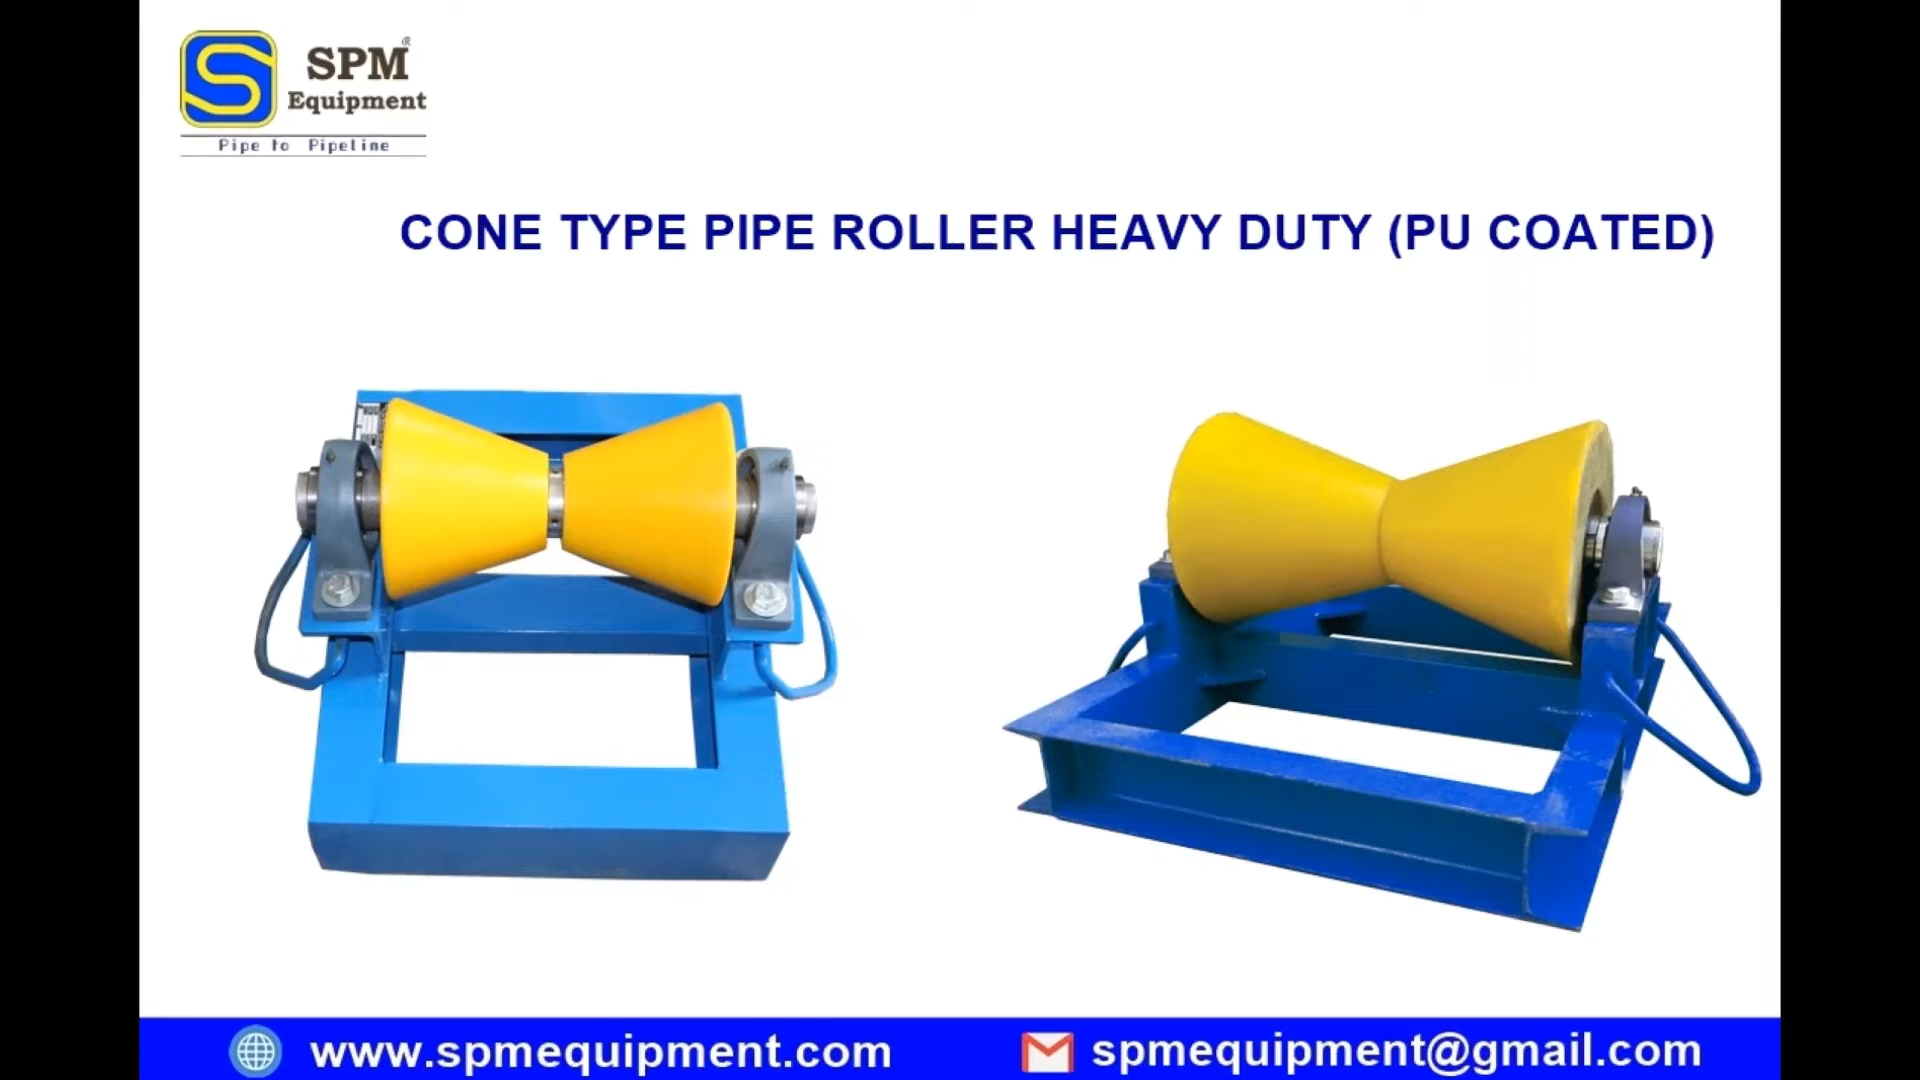 SPM®
Equipment
Pipe to Pipeline
CONE TYPE PIPE ROLLER HEAVY DUTY (PU COATED)
www.spmequipment.com
spmequipment@gmail.com